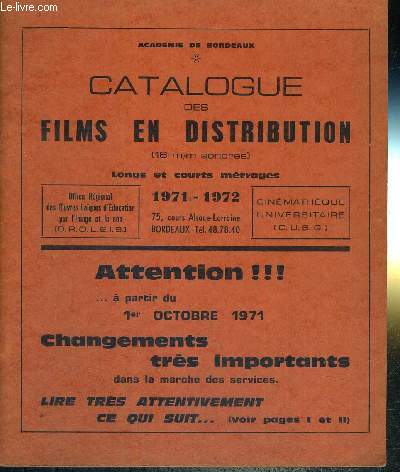 Le-livre.com
ACADEMIE DE BORDEAUX
CATALOGUE
DES
FILMS EN DISTRIBUTION
(16 m/m sonores)
Longs et courts métrages
Office Régional
des Œuvres Laïques d'Education
par l'Image et le son
(O.R.O.L.E.I.S.)
1971 - 1972
75, cours Alsace-Lorraine
BORDEAUX Tél. 48.78.40
CINÉMATHÈQUE
UNIVERSITAIRE
(C.U.B.G.)
Attention !!!
... à partir du
1er OCTOBRE 1971
Changements
très importants
dans la marche des services.
LIRE TRÈS ATTENTIVEMENT
CE QUI SUIT... (voir pages I et II)